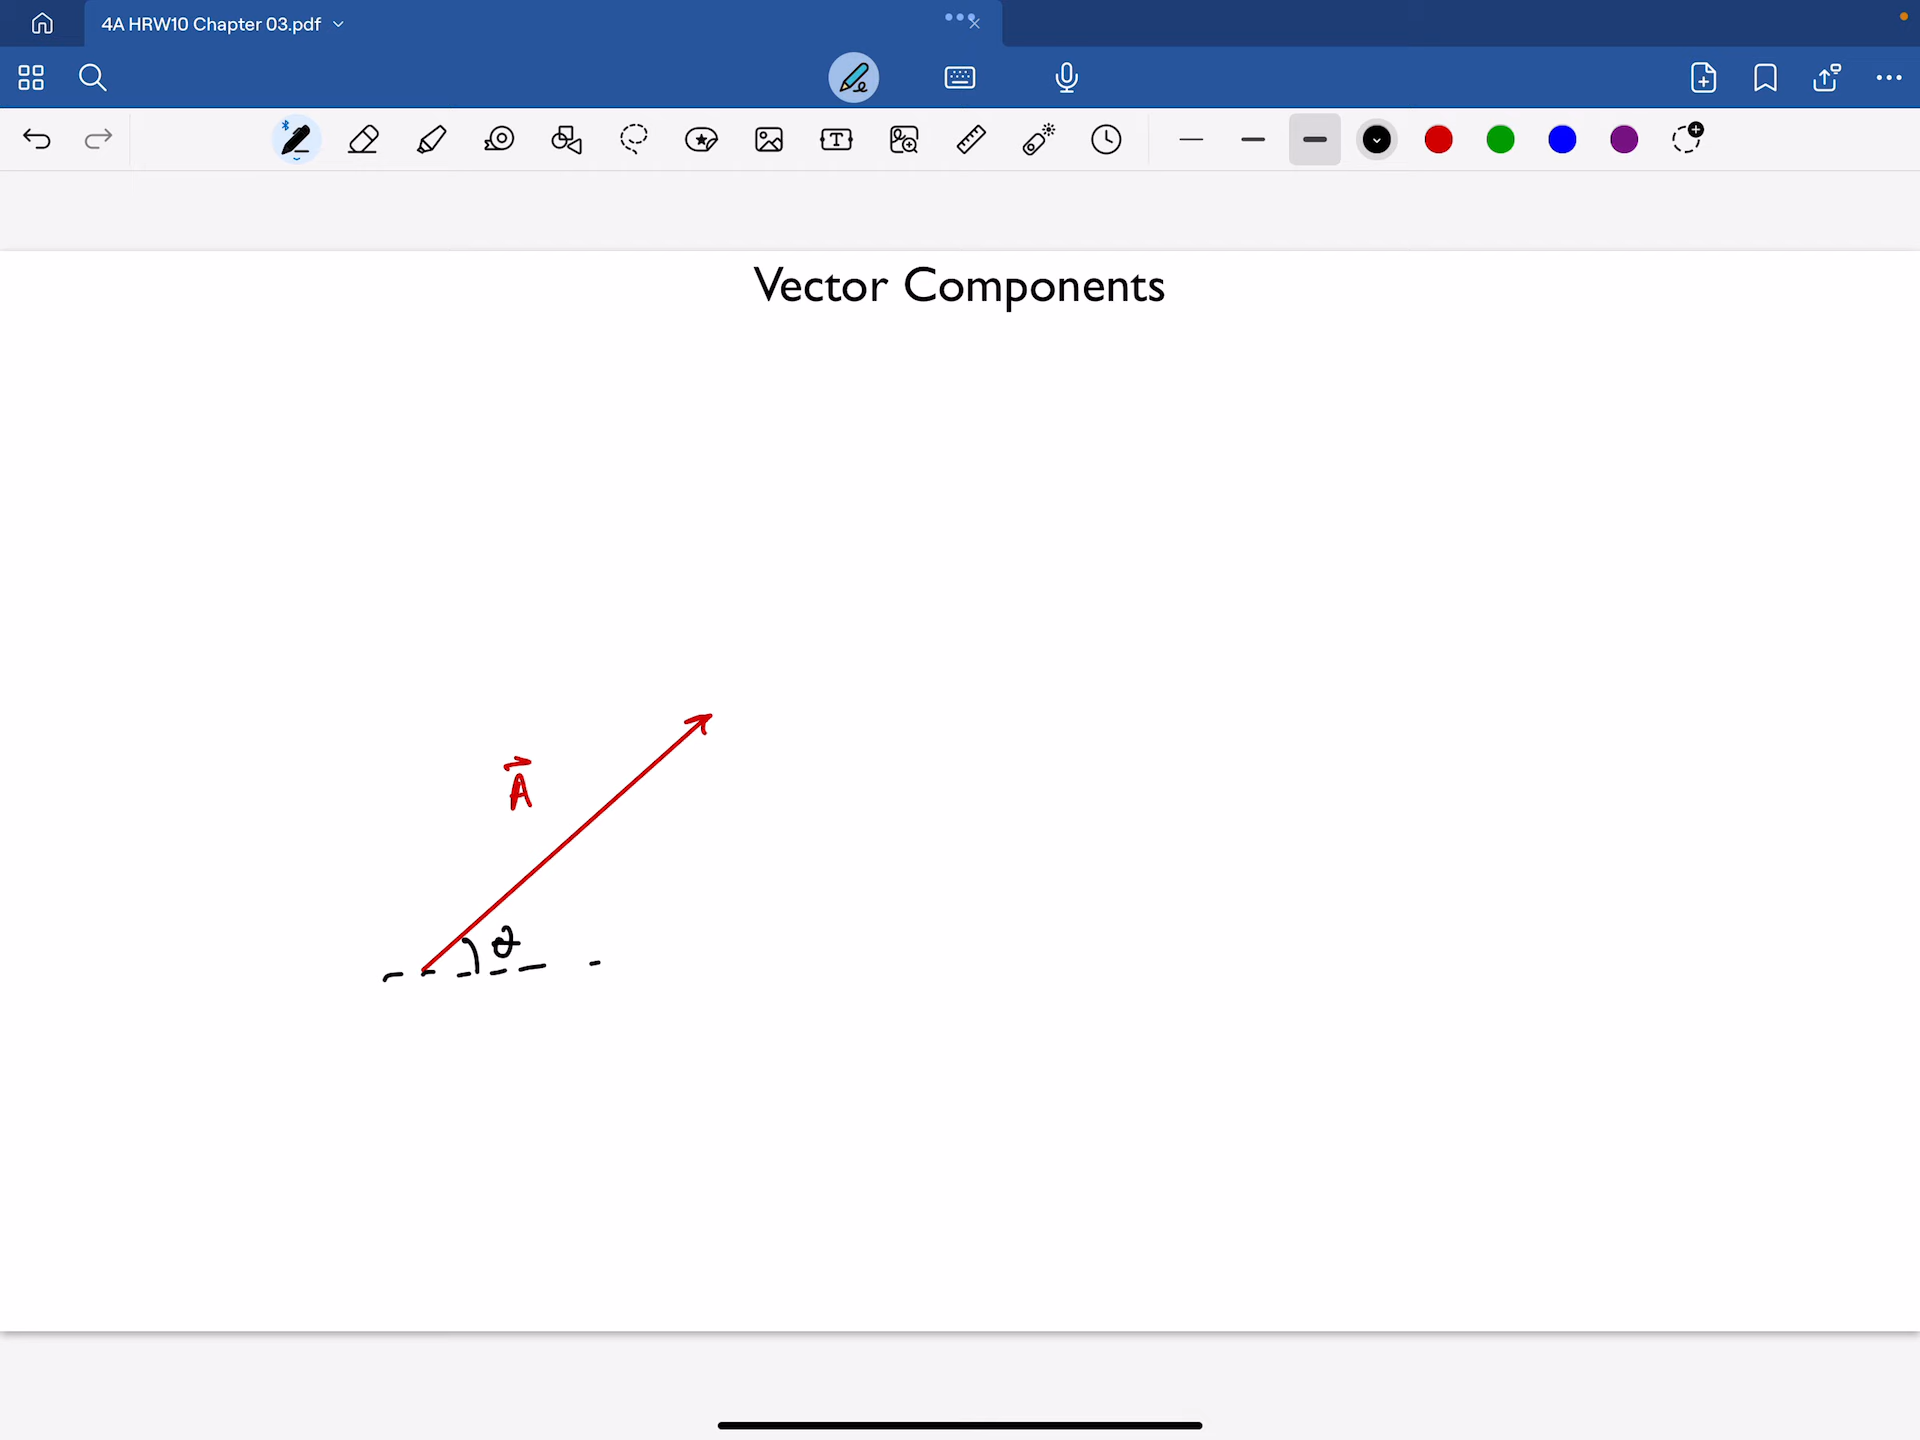 4A HRW10 Chapter 03.pdf
Vector Components
A⃗
θ